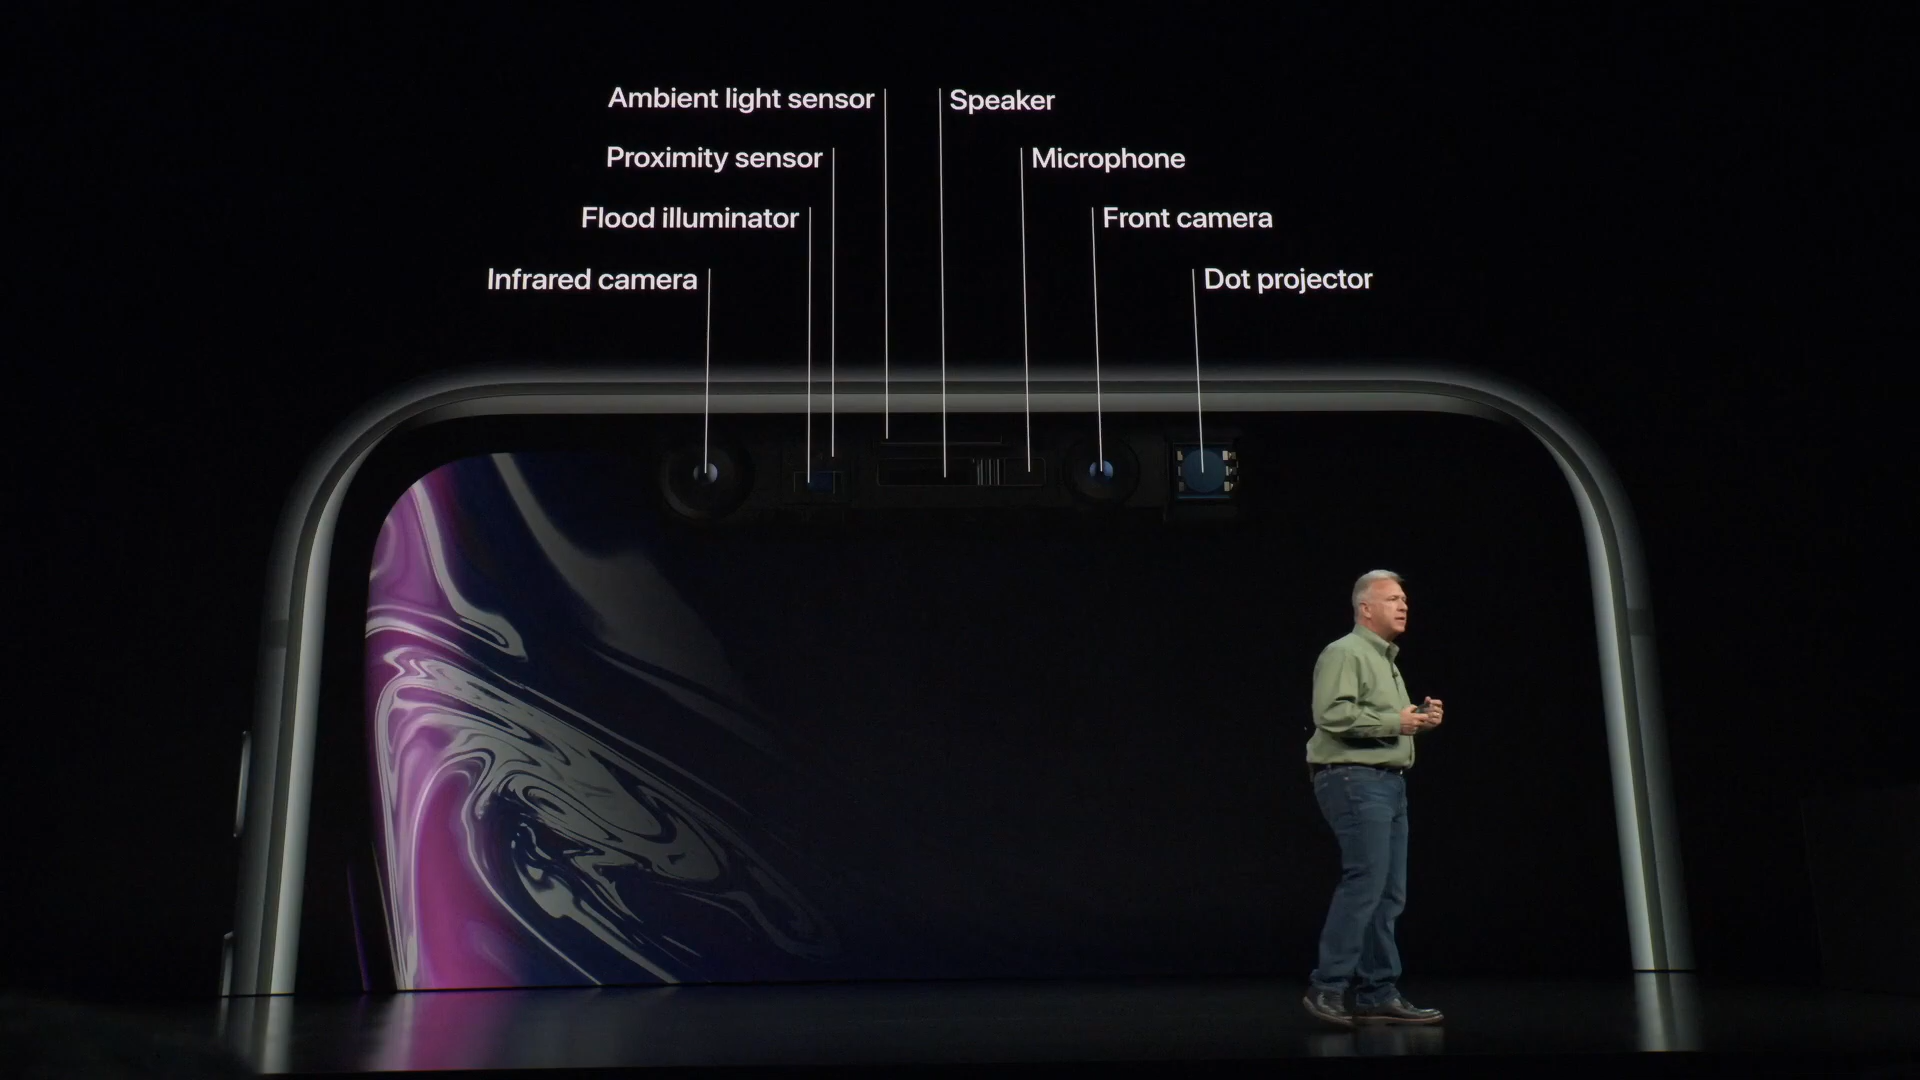 Ambient light sensor
Speaker
Proximity sensor
Microphone
Flood illuminator
Front camera
Infrared camera
Dot projector